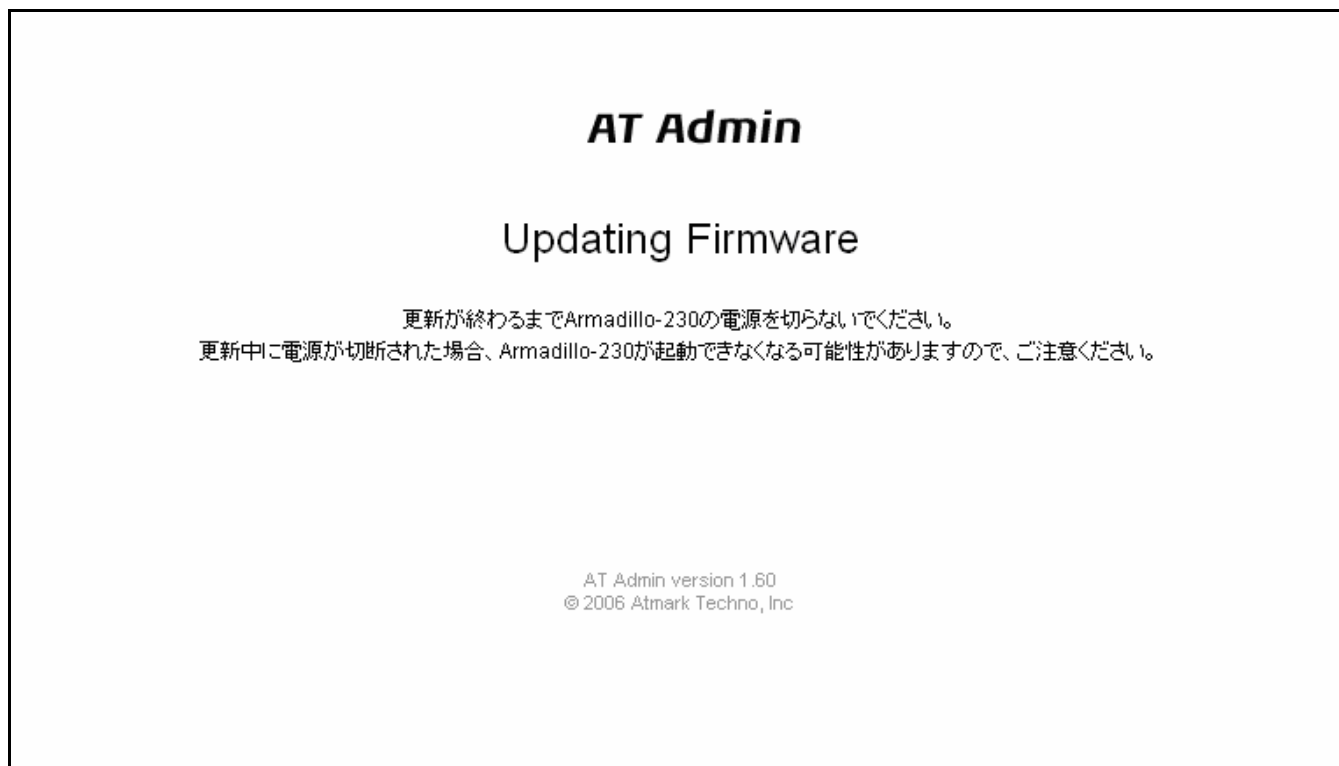 AT Admin
Updating Firmware
更新が終わるまでArmadillo-230の電源を切らないでください。
更新中に電源が切断された場合、Armadillo-230が起動できなくなる可能性がありますので、ご注意ください。
AT Admin version 1.60
© 2006 Atmark Techno, Inc